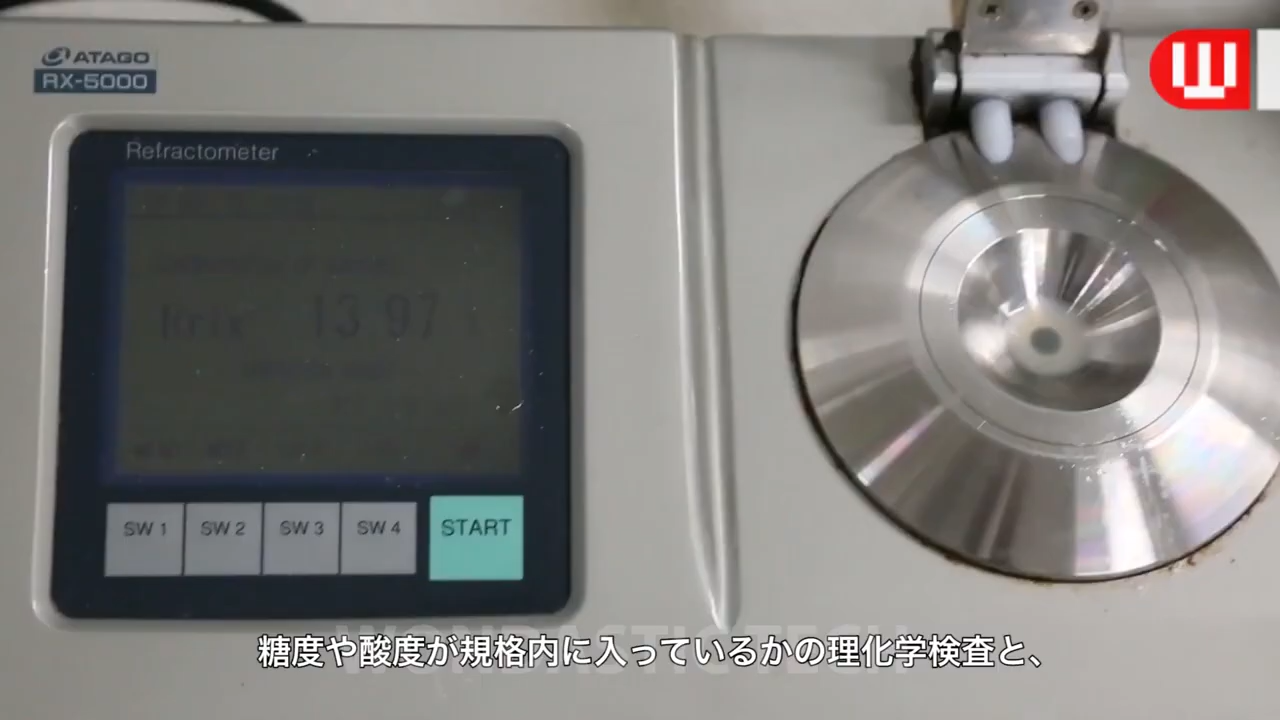 ATAGO
RX-5000
Refractometer
13.97
SW 1
SW 2
SW 3
SW 4
START
WONDASTIC TECH
糖度や酸度が規格内に入っているかの理化学検査と、